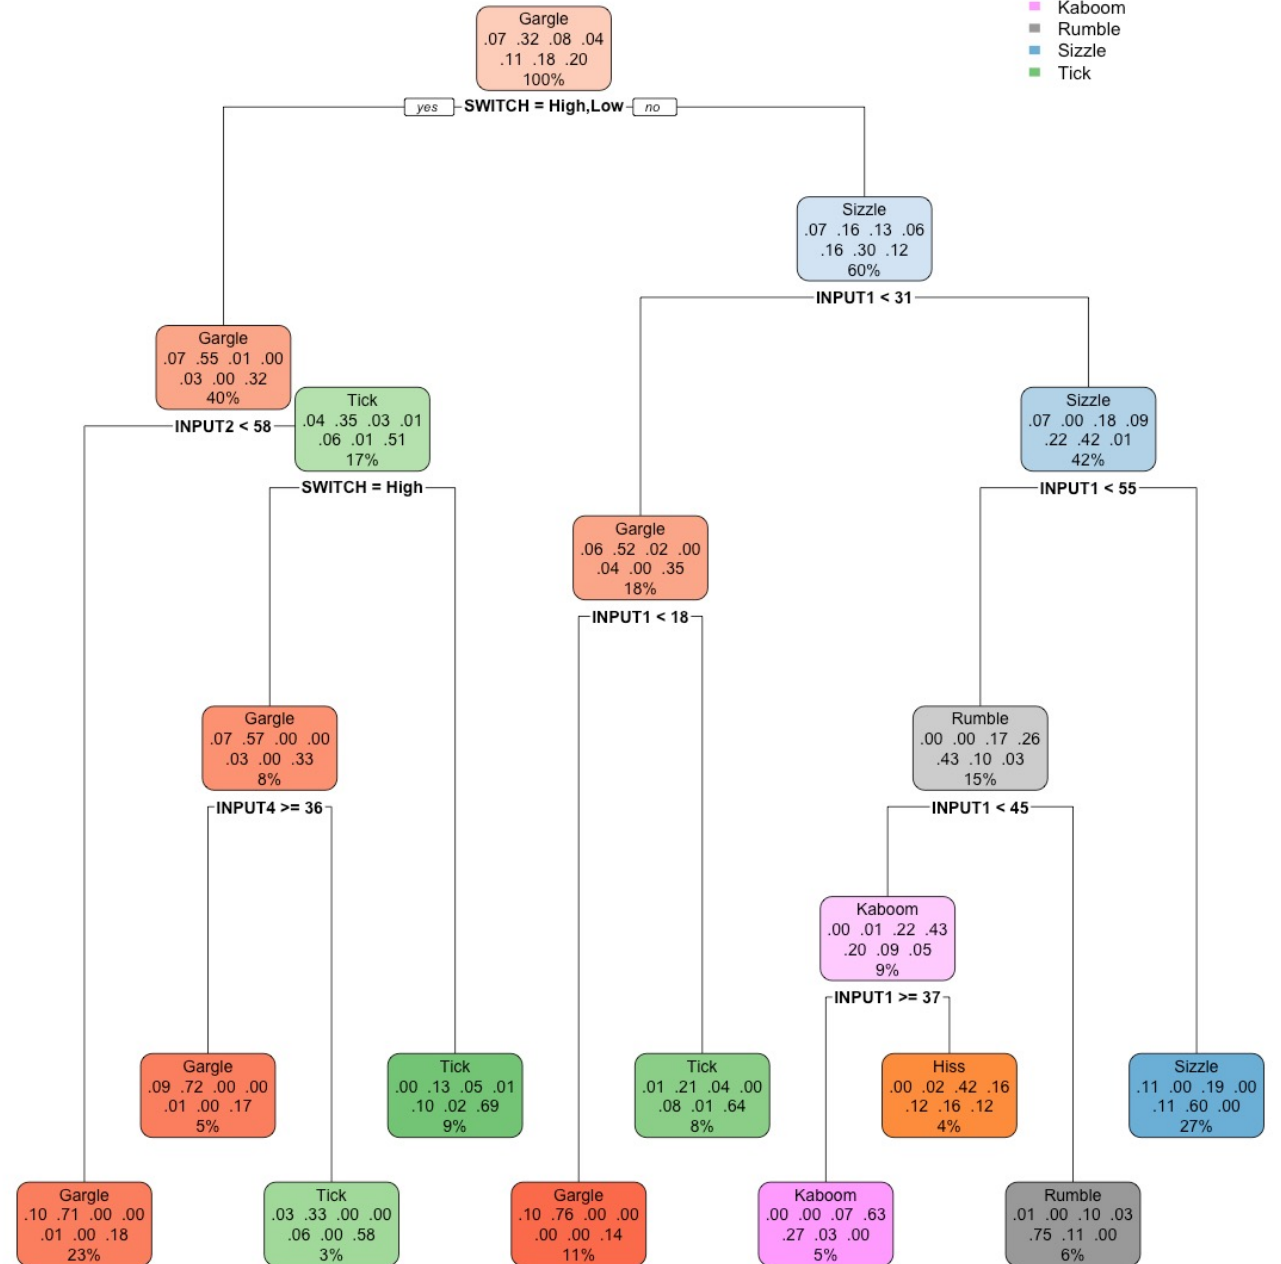 Gargle
.07 .32 .08 .04
.11 .18 .20
100%
Kaboom
Rumble
Sizzle
Tick
yes SWITCH = High,Low no
Sizzle
.07 .16 .13 .06
.16 .30 .12
60%
INPUT1 < 31
Gargle
.07 .55 .01 .00
.03 .00 .32
40%
INPUT2 < 58
Tick
.04 .35 .03 .01
.06 .01 .51
17%
SWITCH = High
Sizzle
.07 .00 .18 .09
.22 .42 .01
42%
INPUT1 < 55
Gargle
.06 .52 .02 .00
.04 .00 .35
18%
INPUT1 < 18
Gargle
.07 .57 .00 .00
.03 .00 .33
8%
INPUT4 >= 36
Rumble
.00 .00 .17 .26
.43 .10 .03
15%
INPUT1 < 45
Kaboom
.00 .01 .22 .43
.20 .09 .05
9%
INPUT1 >= 37
Gargle
.09 .72 .00 .00
.01 .00 .17
5%
Tick
.00 .13 .05 .01
.10 .02 .69
9%
Tick
.01 .21 .04 .00
.08 .01 .64
8%
Hiss
.00 .02 .42 .16
.12 .16 .12
4%
Sizzle
.11 .00 .19 .00
.11 .60 .00
27%
Gargle
.10 .71 .00 .00
.01 .00 .18
23%
Tick
.03 .33 .00 .00
.06 .00 .58
3%
Gargle
.10 .76 .00 .00
.00 .00 .14
11%
Kaboom
.00 .00 .07 .63
.27 .03 .00
5%
Rumble
.01 .00 .10 .03
.75 .11 .00
6%